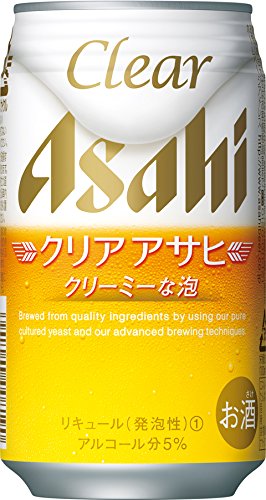 Clear
Asahi
クリアアサヒ
クリーミーな泡
Brewed from quality ingredients by using our pure
cultured yeast and our advanced brewing techniques.
さけ
お酒
リキュール(発泡性)①
アルコール分5%